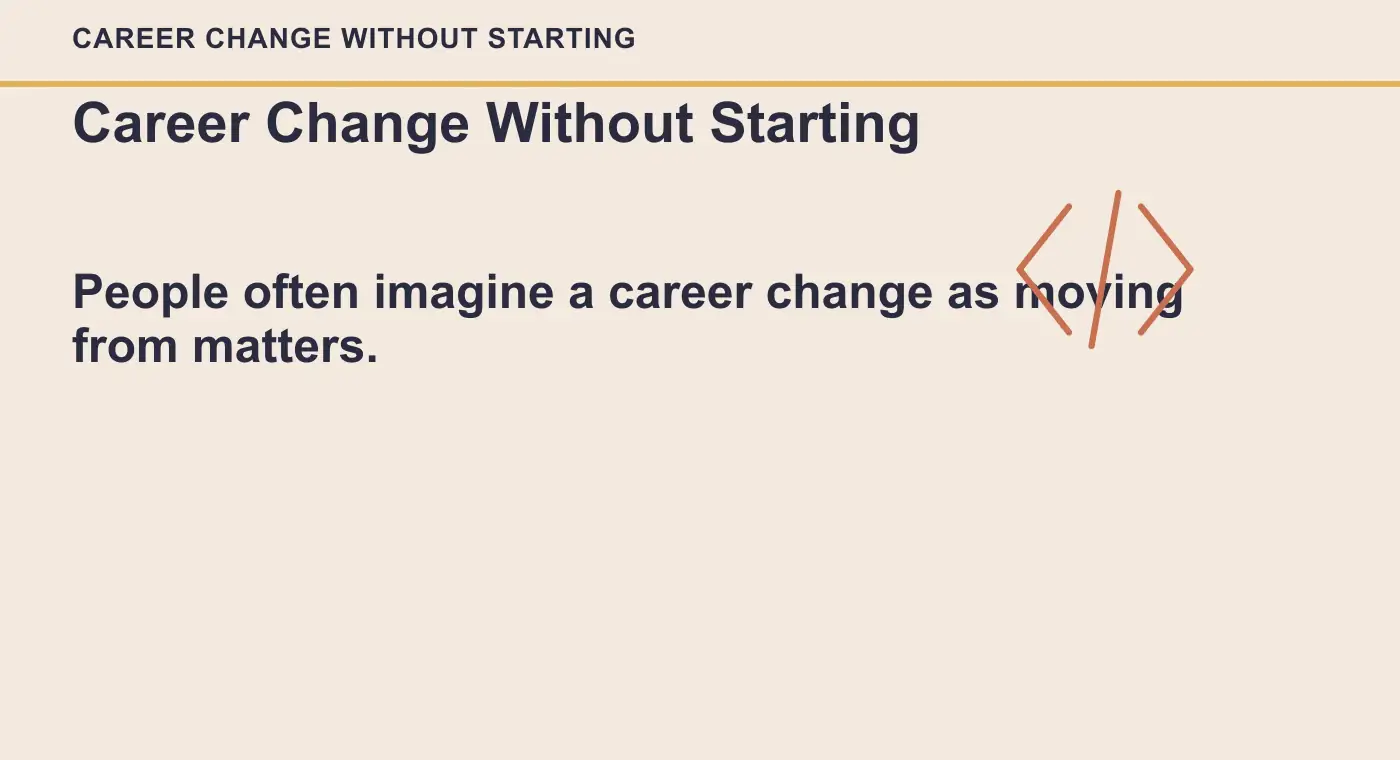 CAREER CHANGE WITHOUT STARTING
Career Change Without Starting
People often imagine a career change as moving
from matters.